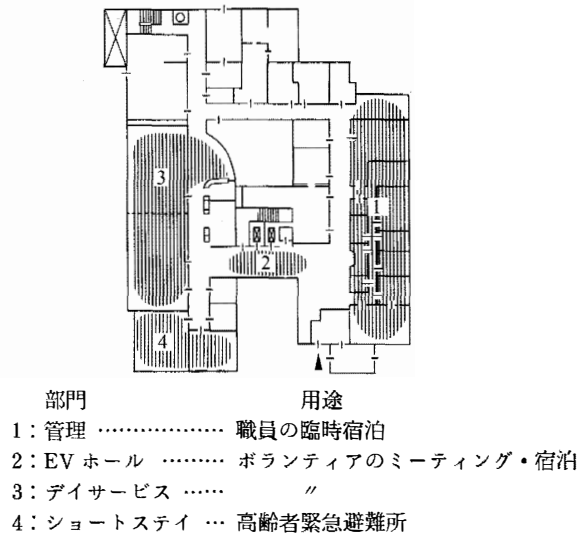 3
1
2
4
部門 用途
1：管理 ……………… 職員の臨時宿泊
2：EVホール ……… ボランティアのミーティング・宿泊
3：デイサービス …… 〃
4：ショートステイ … 高齢者緊急避難所